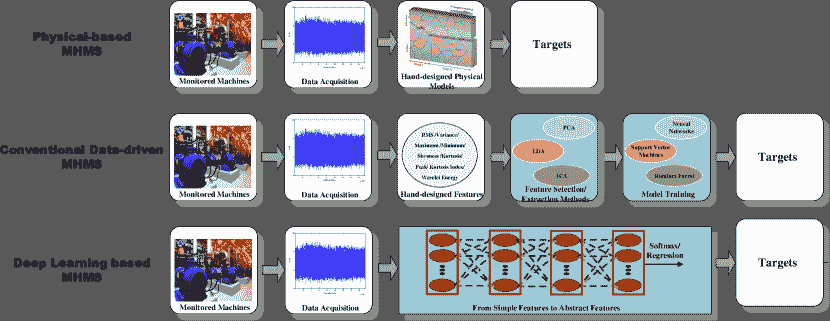 Physical-based
MHMS
Monitored Machines
Data Acquisition
Hand-designed Physical
Models
Targets
Conventional Data-driven
MHMS
Monitored Machines
Data Acquisition
RMS/Variance/
Maximum/Minimum/
Skewness/Kurtosis/
Peak/ Kurtosis Index/
Wavelet Energy
Hand-designed Features
PCA
LDA
ICA
Feature Selection/
Extraction Methods
Neural
Networks
Support Vector
Machines
Random Forest
Model Training
Targets
Deep Learning based
MHMS
Monitored Machines
Data Acquisition
Softmax/
Regression
From Simple Features to Abstract Features
Targets